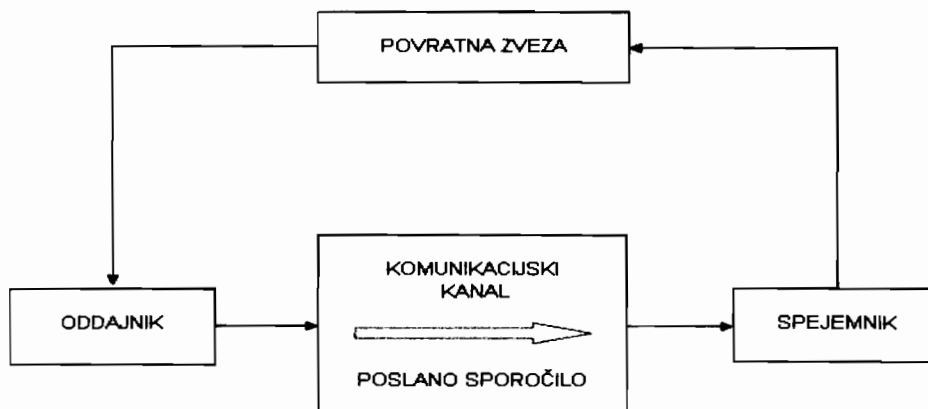 POVRATNA ZVEZA
KOMUNIKACIJSKI
KANAL
ODDAJNIK
SPEJEMNIK
POSLANO SPOROČILO